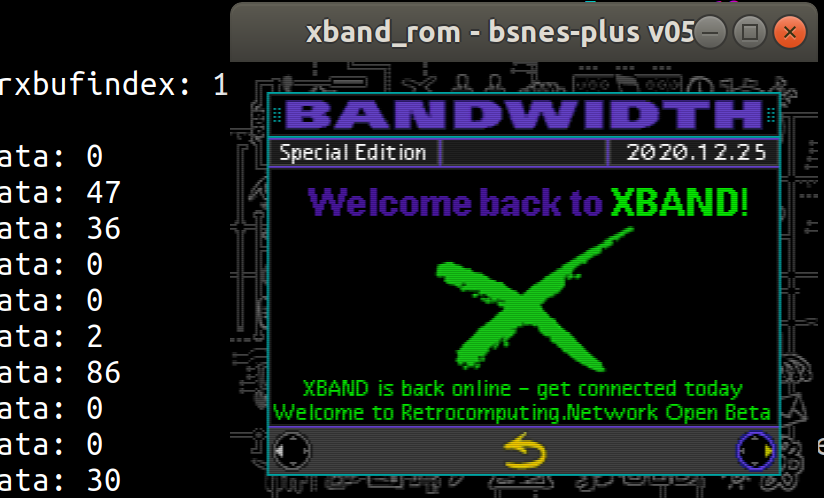 xband_rom - bsnes-plus v05
rxbufindex: 1
ata: 0
ata: 47
ata: 36
ata: 0
ata: 0
ata: 2
ata: 86
ata: 0
ata: 0
ata: 30
BANDWIDTH
Special Edition 2020.12.25
Welcome back to XBAND!
XBAND is back online - get connected today
Welcome to Retrocomputing.Network Open Beta